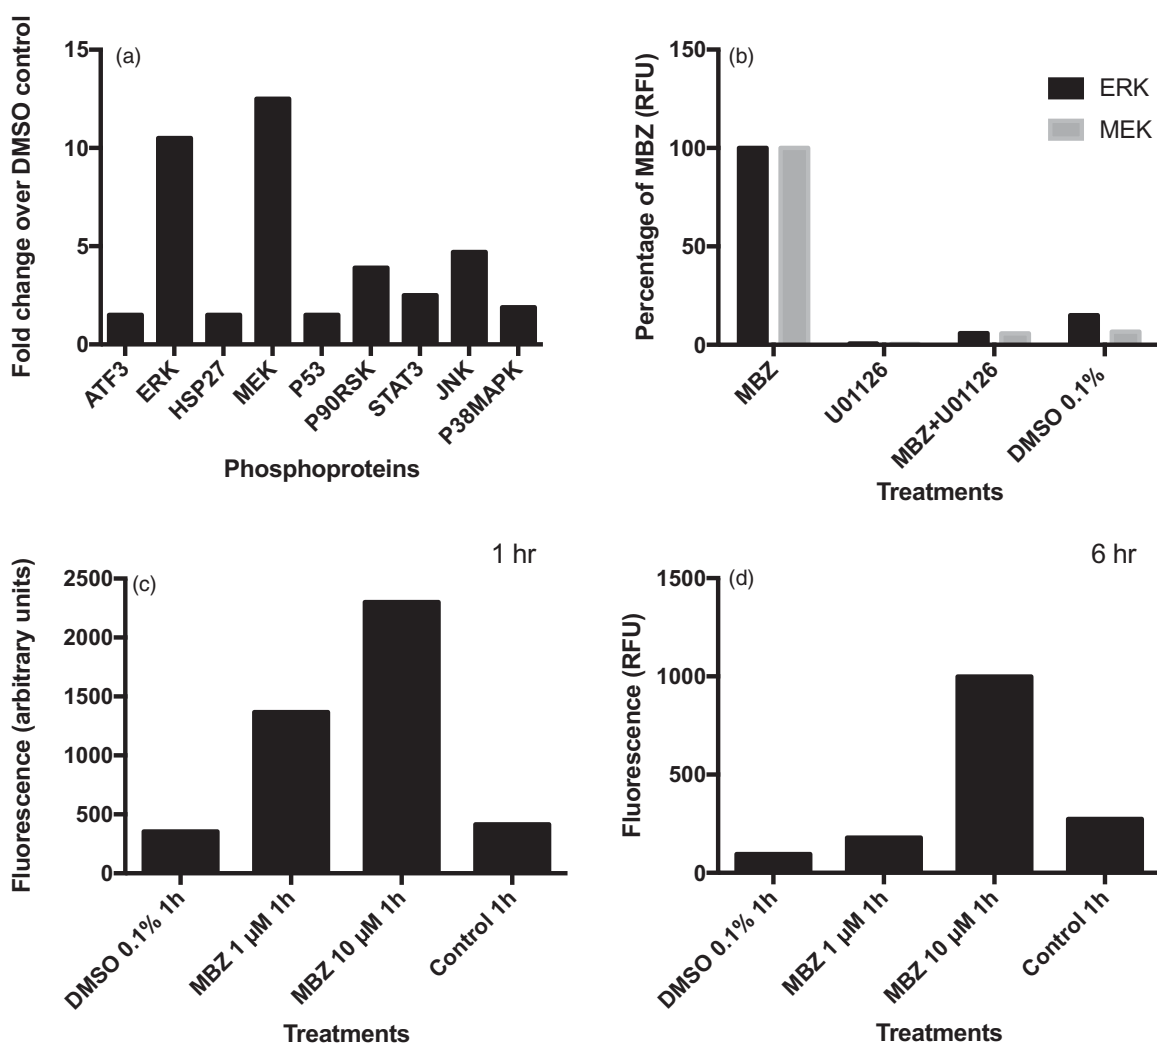 (a)
Fold change over DMSO control
15
10
5
0
ATF3
ERK
HSP27
MEK
P53
P90RSK
STAT3
JNK
P38MAPK
Phosphoproteins
(b)
Percentage of MBZ (RFU)
150
100
50
0
ERK
MEK
MBZ
U01126
MBZ+U01126
DMSO 0.1%
Treatments
1 hr
(c)
Fluorescence (arbitrary units)
2500
2000
1500
1000
500
0
DMSO 0.1% 1h
MBZ 1 µM 1h
MBZ 10 µM 1h
Control 1h
Treatments
6 hr
(d)
Fluorescence (RFU)
1500
1000
500
0
DMSO 0.1% 1h
MBZ 1 µM 1h
MBZ 10 µM 1h
Control 1h
Treatments